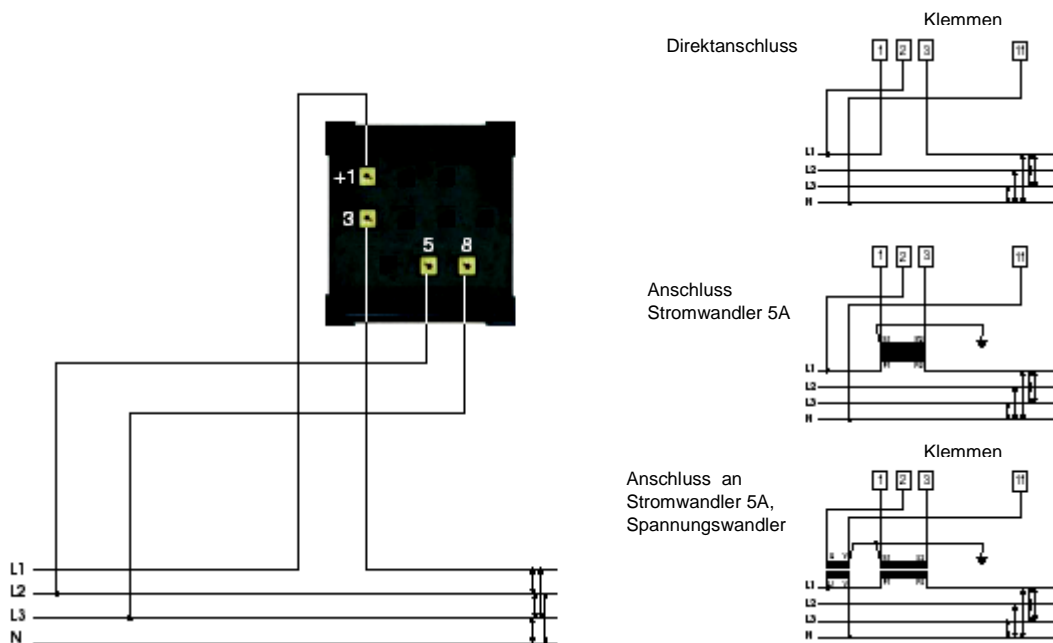 +1
3
5 8
L1
L2
L3
N
Klemmen
Direktanschluss
1 2 3 11
L1
L2
L3
N
Anschluss
Stromwandler 5A
1 2 3 11
L1
L2
L3
N
Klemmen
Anschluss an
Stromwandler 5A,
Spannungswandler
1 2 3 11
L1
L2
L3
N